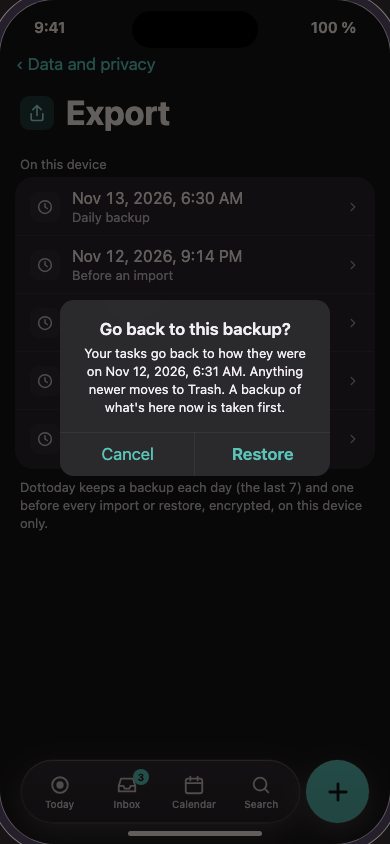 9:41
100 %
‹ Data and privacy
Export
On this device
Nov 13, 2026, 6:30 AM
Daily backup
Nov 12, 2026, 9:14 PM
Before an import
Go back to this backup?
Your tasks go back to how they were
on Nov 12, 2026, 6:31 AM. Anything
newer moves to Trash. A backup of
what's here now is taken first.
Cancel
Restore
Dottoday keeps a backup each day (the last 7) and one
before every import or restore, encrypted, on this device
only.
3
Today
Inbox
Calendar
Search